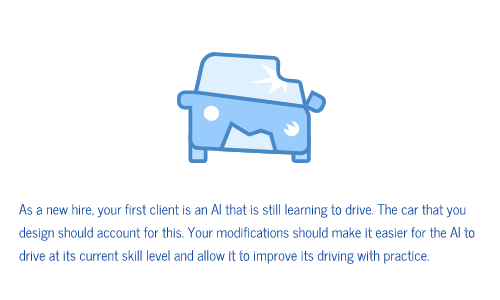 As a new hire, your first client is an AI that is still learning to drive. The car that you
design should account for this. Your modifications should make it easier for the AI to
drive at its current skill level and allow it to improve its driving with practice.